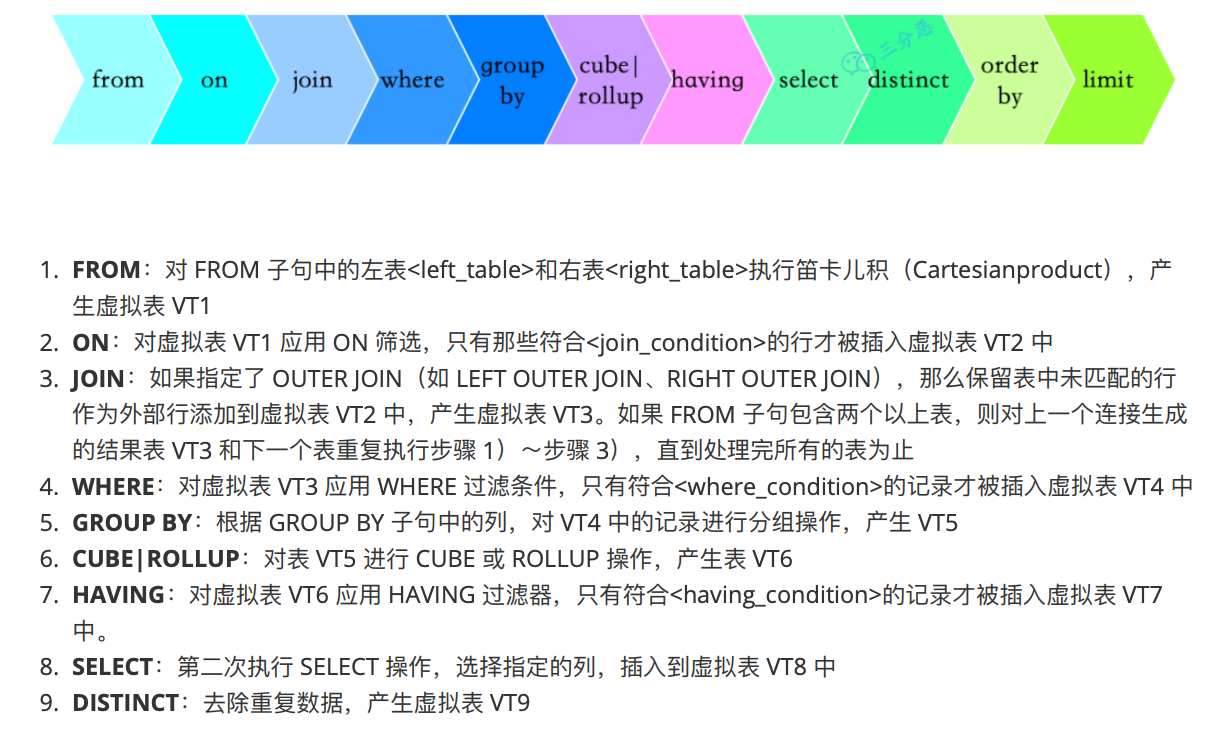 from on join where group by cube| rollup having select distinct order by limit
三分恶
1. FROM：对 FROM 子句中的左表<left_table>和右表<right_table>执行笛卡儿积（Cartesianproduct），产
生虚拟表 VT1
2. ON：对虚拟表 VT1 应用 ON 筛选，只有那些符合<join_condition>的行才被插入虚拟表 VT2 中
3. JOIN：如果指定了 OUTER JOIN（如 LEFT OUTER JOIN、RIGHT OUTER JOIN），那么保留表中未匹配的行
作为外部行添加到虚拟表 VT2 中，产生虚拟表 VT3。如果 FROM 子句包含两个以上表，则对上一个连接生成
的结果表 VT3 和下一个表重复执行步骤 1）～步骤 3），直到处理完所有的表为止
4. WHERE：对虚拟表 VT3 应用 WHERE 过滤条件，只有符合<where_condition>的记录才被插入虚拟表 VT4 中
5. GROUP BY：根据 GROUP BY 子句中的列，对 VT4 中的记录进行分组操作，产生 VT5
6. CUBE|ROLLUP：对表 VT5 进行 CUBE 或 ROLLUP 操作，产生表 VT6
7. HAVING：对虚拟表 VT6 应用 HAVING 过滤器，只有符合<having_condition>的记录才被插入虚拟表 VT7
中。
8. SELECT：第二次执行 SELECT 操作，选择指定的列，插入到虚拟表 VT8 中
9. DISTINCT：去除重复数据，产生虚拟表 VT9